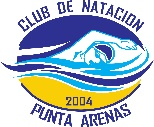 CLUB DE NATACION
2004
PUNTA ARENAS